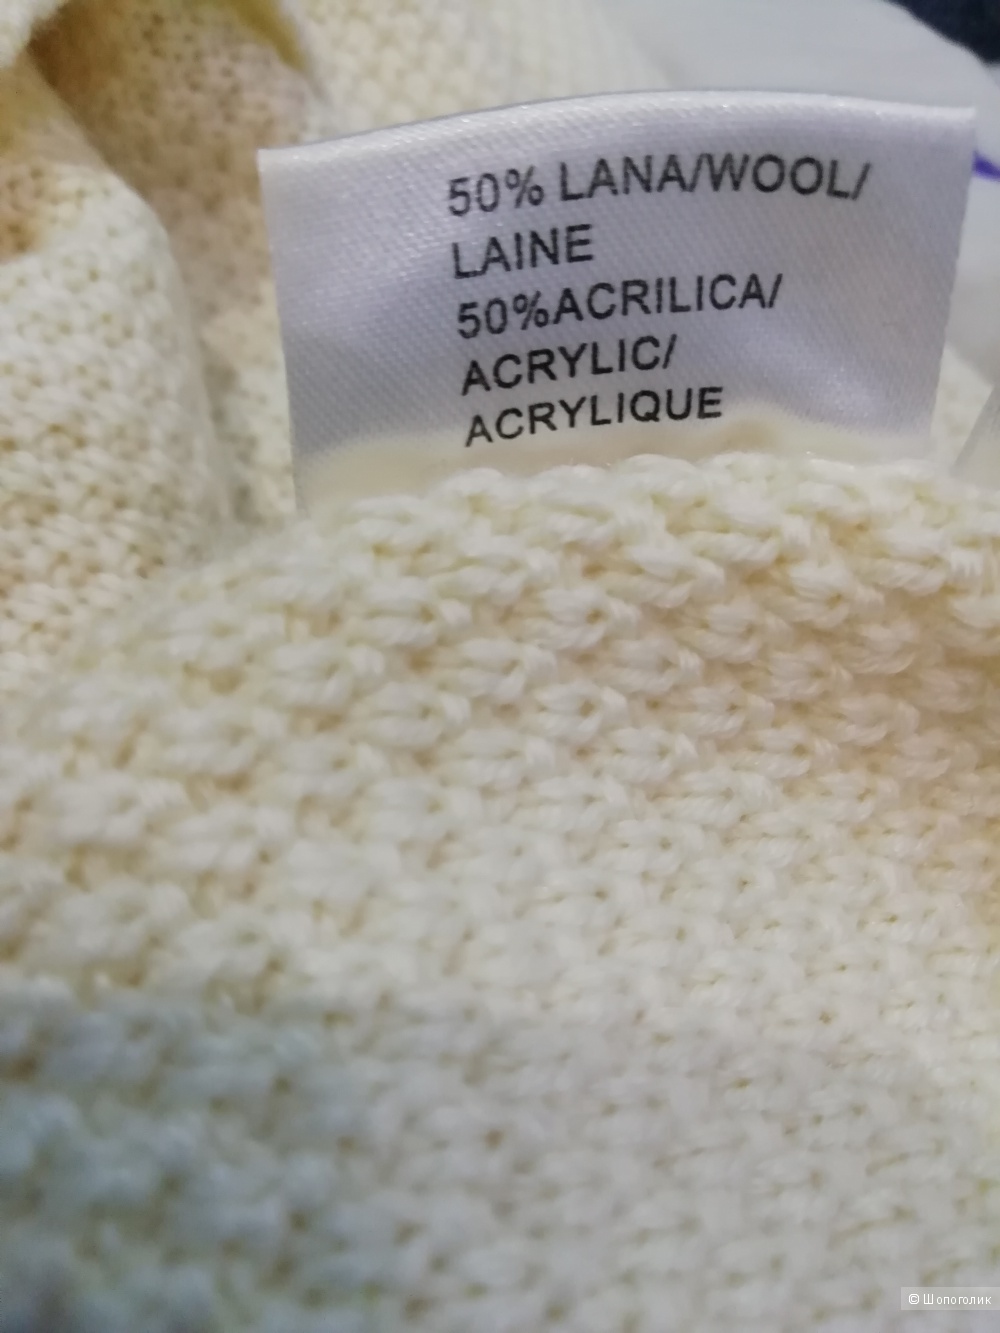 50% LANA/WOOL/
LAINE
50%ACRILICA/
ACRYLIC/
ACRYLIQUE
© Шопоголик